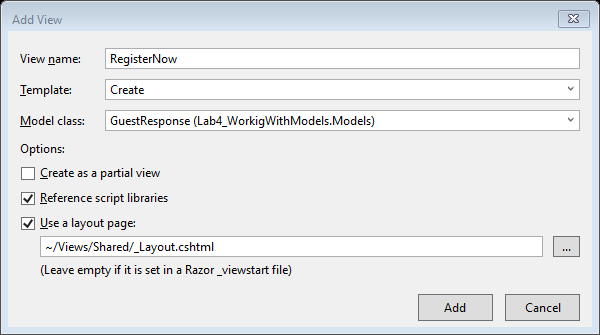 Add View
View name: RegisterNow
Template: Create
Model class: GuestResponse (Lab4_WorkigWithModels.Models)
Options:
Create as a partial view
Reference script libraries
Use a layout page:
~/Views/Shared/_Layout.cshtml ...
(Leave empty if it is set in a Razor _viewstart file)
Add Cancel